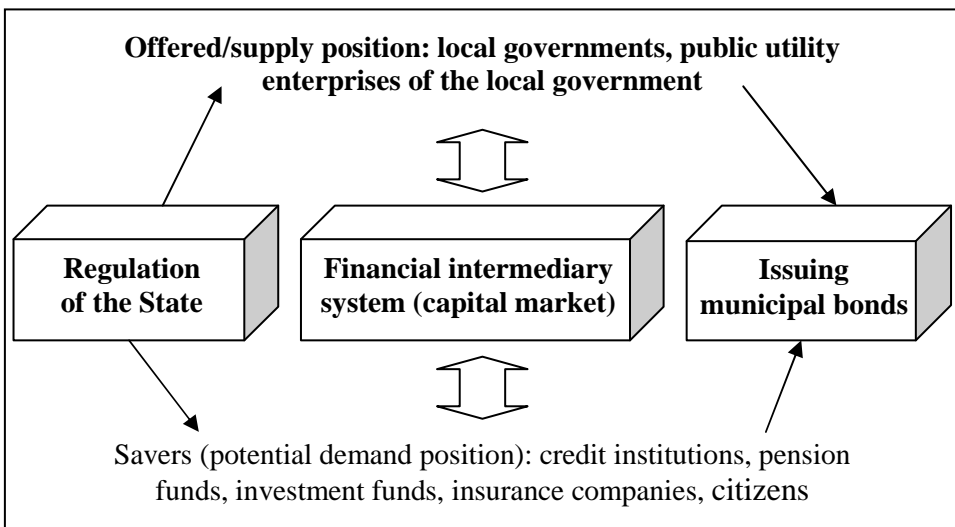 Offered/supply position: local governments, public utility
enterprises of the local government
Regulation
of the State
Financial intermediary
system (capital market)
Issuing
municipal bonds
Savers (potential demand position): credit institutions, pension
funds, investment funds, insurance companies, citizens